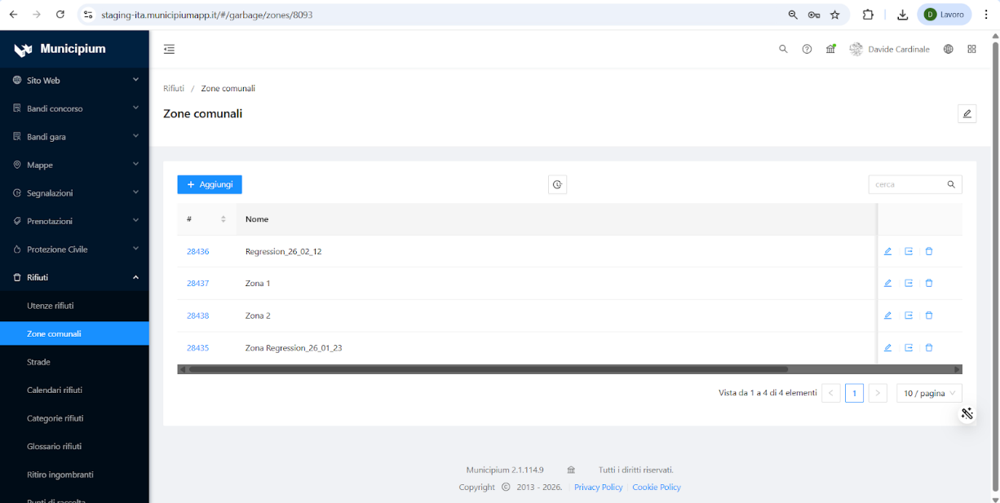 staging-ita.municipiumapp.it/#/garbage/zones/8093
D Lavoro
Municipium
Davide Cardinale
Sito Web
Bandi concorso
Bandi gara
Mappe
Segnalazioni
Prenotazioni
Protezione Civile
Rifiuti
Utenze rifiuti
Zone comunali
Strade
Calendari rifiuti
Categorie rifiuti
Glossario rifiuti
Ritiro ingombranti
Punti di raccolta
Rifiuti / Zone comunali
Zone comunali
+ Aggiungi
cerca
# Nome
28436 Regression_26_02_12
28437 Zona 1
28438 Zona 2
28435 Zona Regression_26_01_23
Vista da 1 a 4 di 4 elementi < 1 > 10 / pagina
Municipium 2.1.114.9 Tutti i diritti riservati.
Copyright © 2013 - 2026. Privacy Policy Cookie Policy